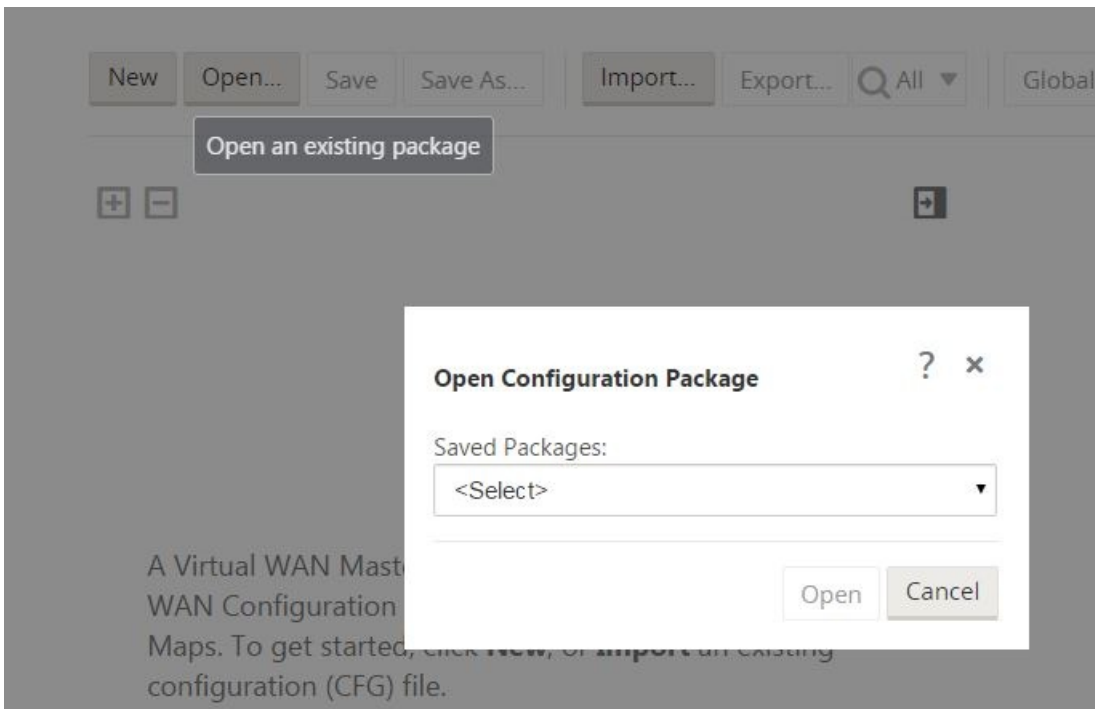 New Open... Save Save As... Import... Export... All Global
Open an existing package
Open Configuration Package ? ×
Saved Packages:
<Select>
Open Cancel
A Virtual WAN
WAN Configuration
Maps. To get started, click New, or Import an existing
configuration (CFG) file.